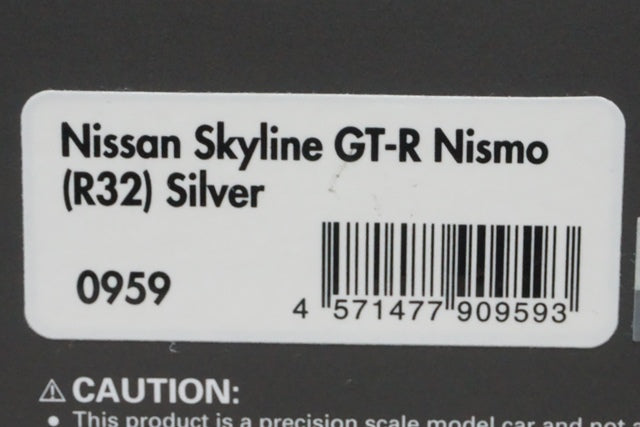 Nissan Skyline GT-R Nismo
(R32) Silver
0959
4 571477 909593
⚠ CAUTION:
• This product is a precision scale model car and not a